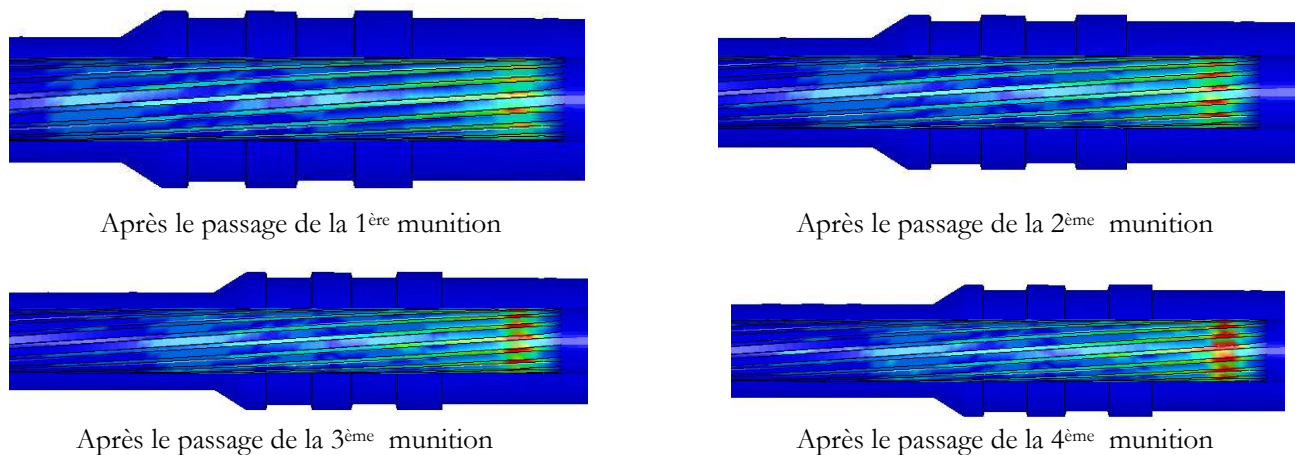 Après le passage de la 1ère munition
Après le passage de la 2ème munition
Après le passage de la 3ème munition
Après le passage de la 4ème munition